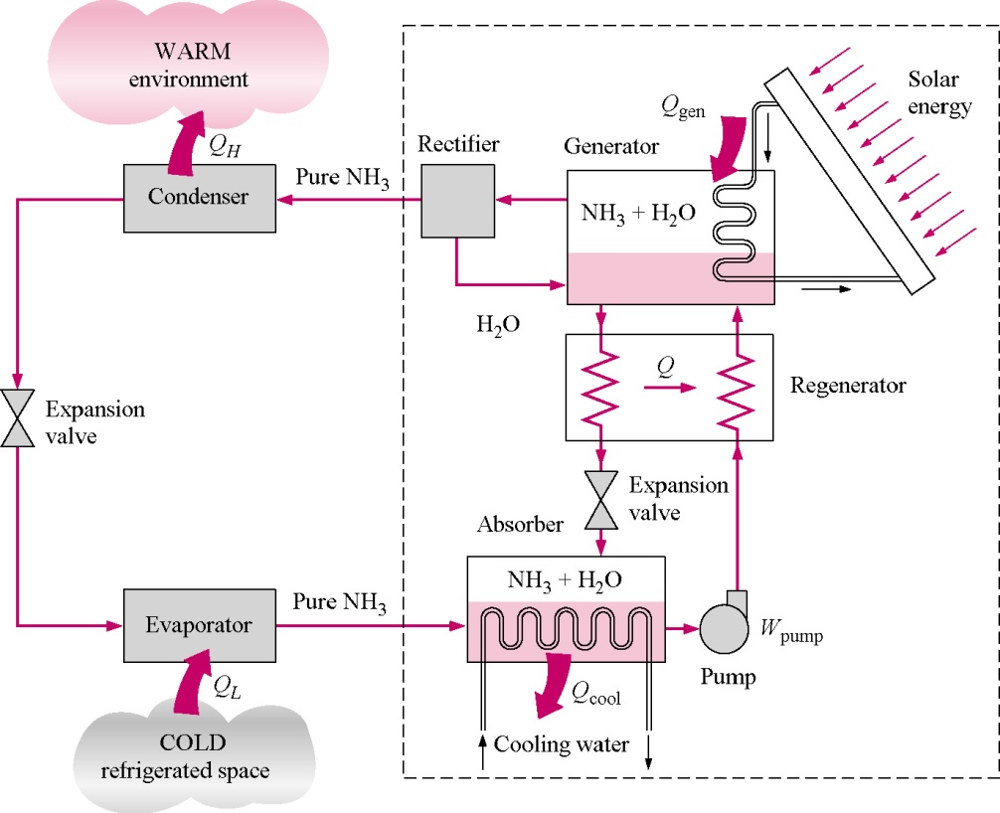 WARM
environment
Solar
energy
Q_gen
Q_H
Rectifier
Generator
Pure NH₃
Condenser
NH₃ + H₂O
H₂O
Q
Regenerator
Expansion
valve
Expansion
valve
Absorber
NH₃ + H₂O
Pure NH₃
Evaporator
W_pump
Pump
Q_L
Q_cool
COLD
refrigerated space
Cooling water